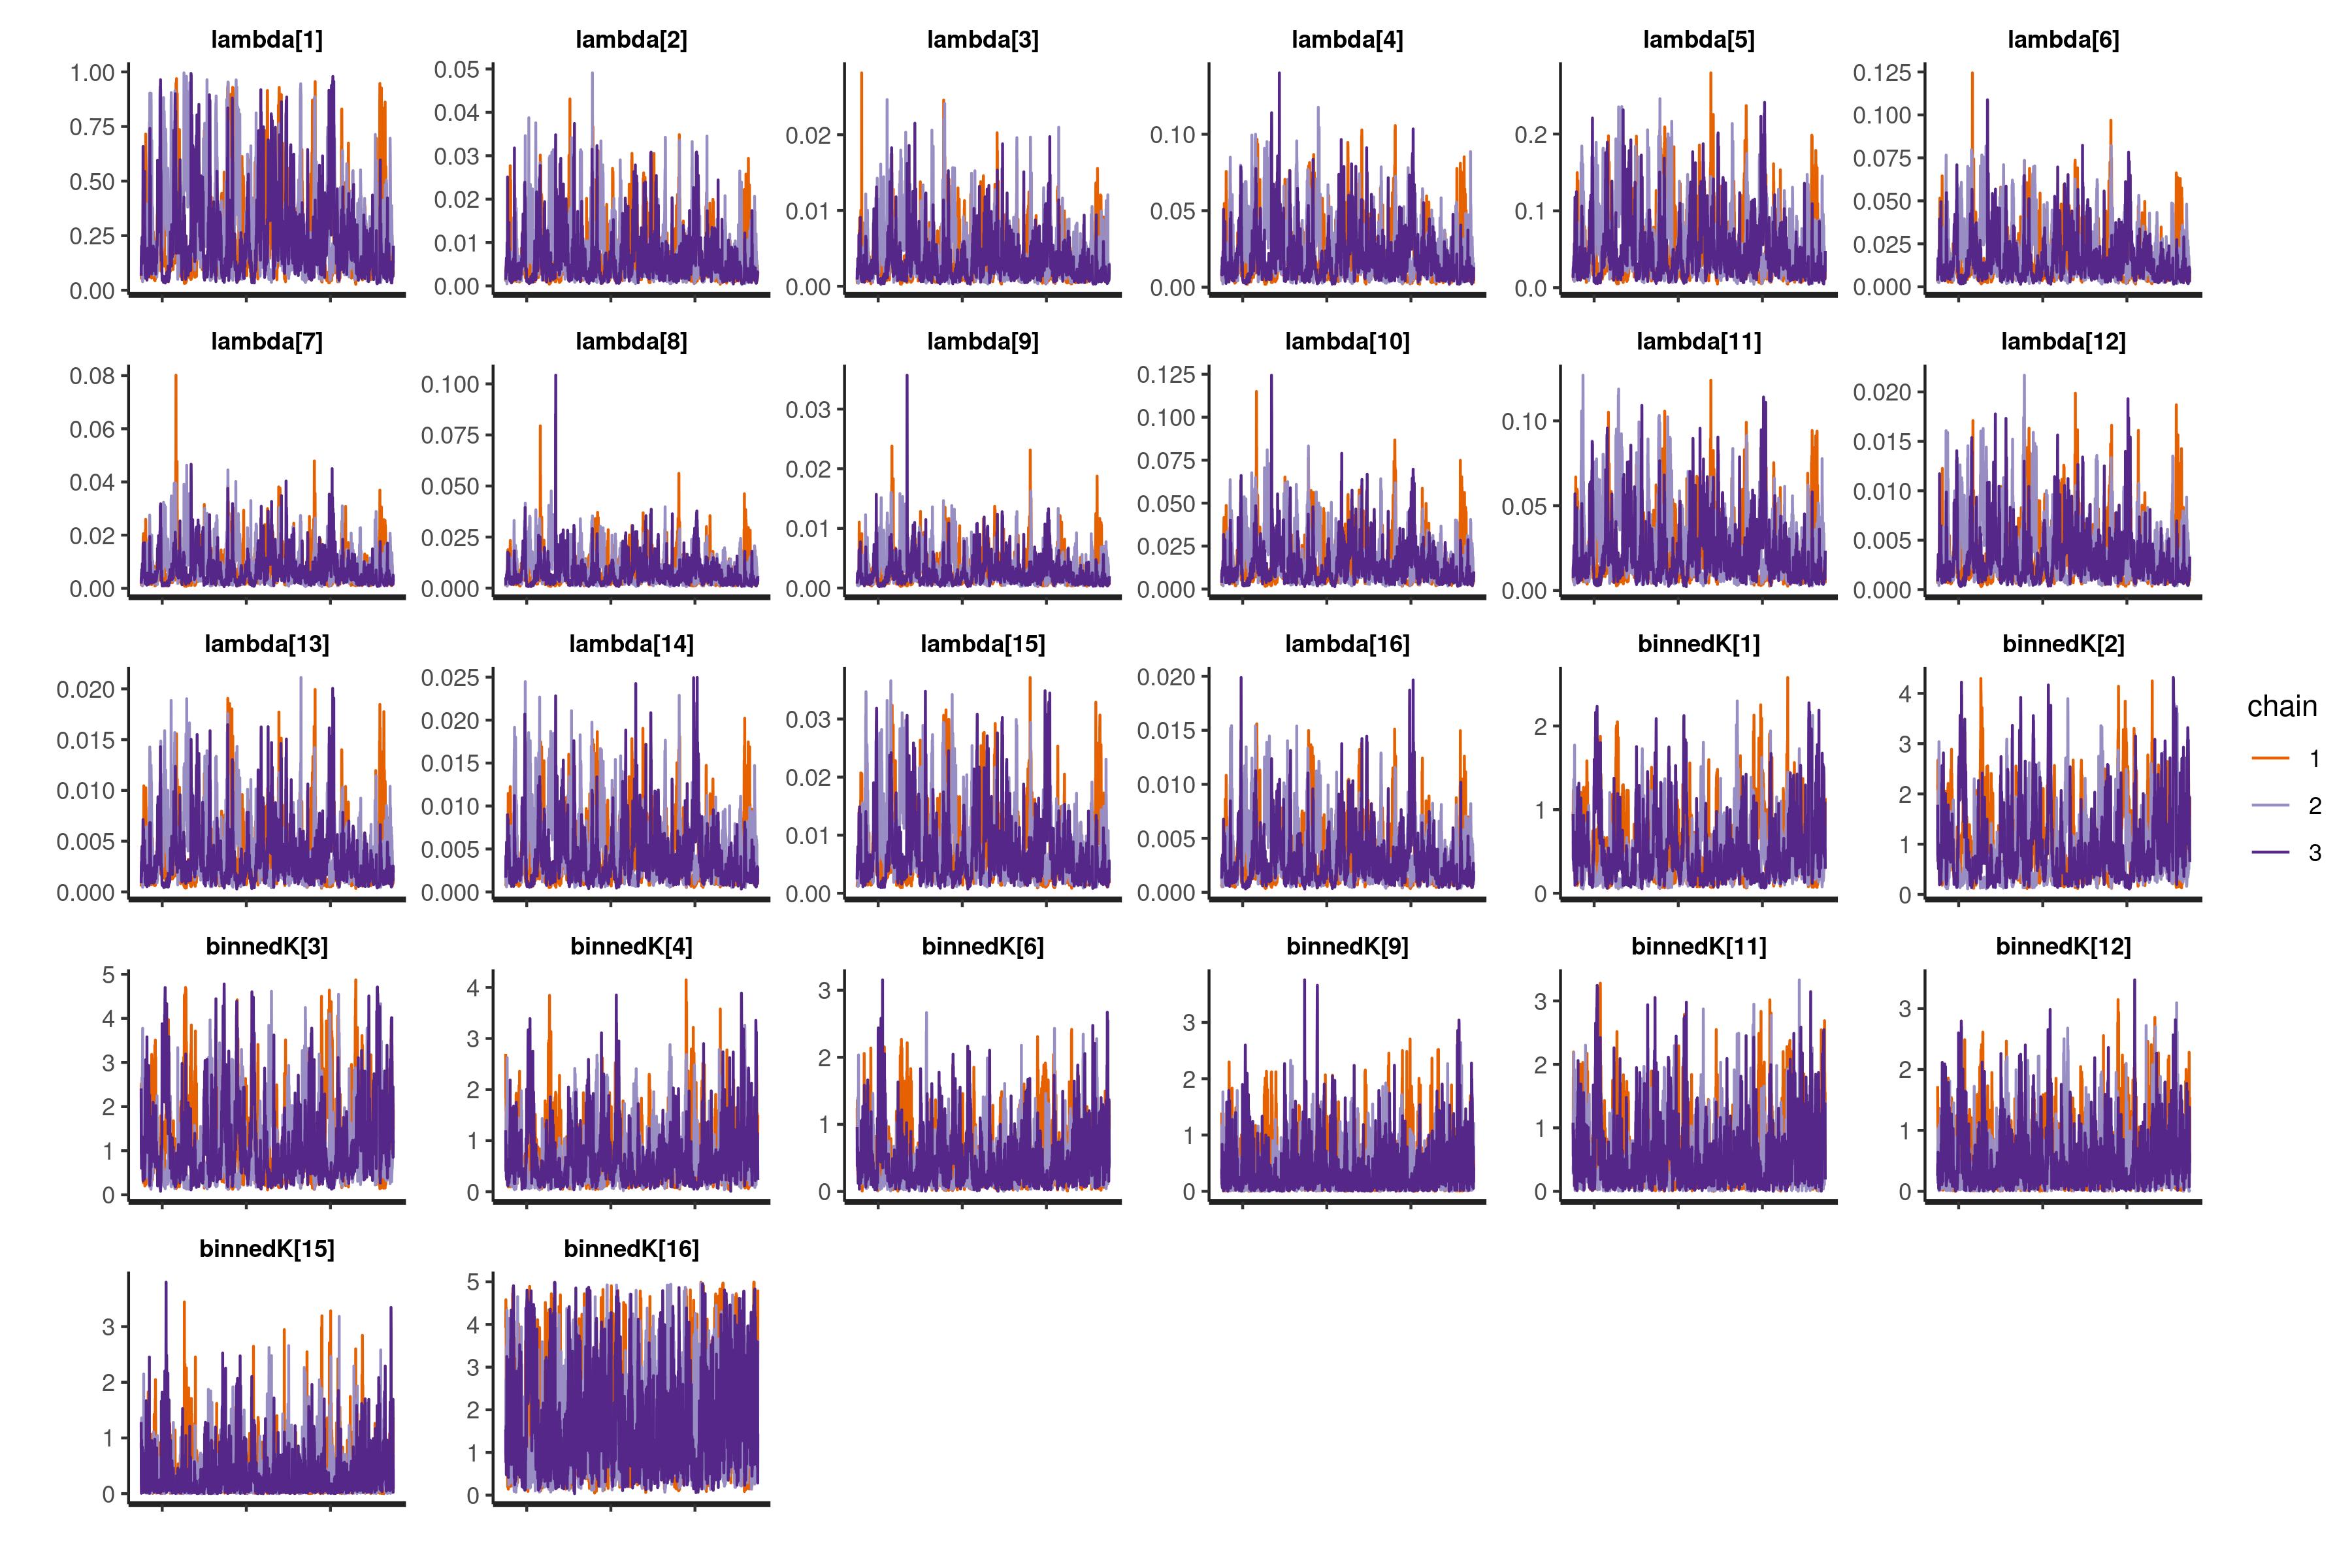 lambda[1] lambda[2] lambda[3] lambda[4] lambda[5] lambda[6]
1.00 0.75 0.50 0.25 0.00
0.05 0.04 0.03 0.02 0.01 0.00
0.02 0.01 0.00
0.10 0.05 0.00
0.2 0.1 0.0
0.125 0.100 0.075 0.050 0.025 0.000
lambda[7] lambda[8] lambda[9] lambda[10] lambda[11] lambda[12]
0.08 0.06 0.04 0.02 0.00
0.100 0.075 0.050 0.025 0.000
0.03 0.02 0.01 0.00
0.125 0.100 0.075 0.050 0.025 0.000
0.10 0.05 0.00
0.020 0.015 0.010 0.005 0.000
lambda[13] lambda[14] lambda[15] lambda[16] binnedK[1] binnedK[2]
0.020 0.015 0.010 0.005 0.000
0.025 0.020 0.015 0.010 0.005 0.000
0.03 0.02 0.01 0.00
0.020 0.015 0.010 0.005 0.000
2 1 0
4 3 2 1 0
binnedK[3] binnedK[4] binnedK[6] binnedK[9] binnedK[11] binnedK[12]
5 4 3 2 1 0
4 3 2 1 0
3 2 1 0
3 2 1 0
3 2 1 0
3 2 1 0
binnedK[15] binnedK[16]
3 2 1 0
5 4 3 2 1 0
chain
1
2
3